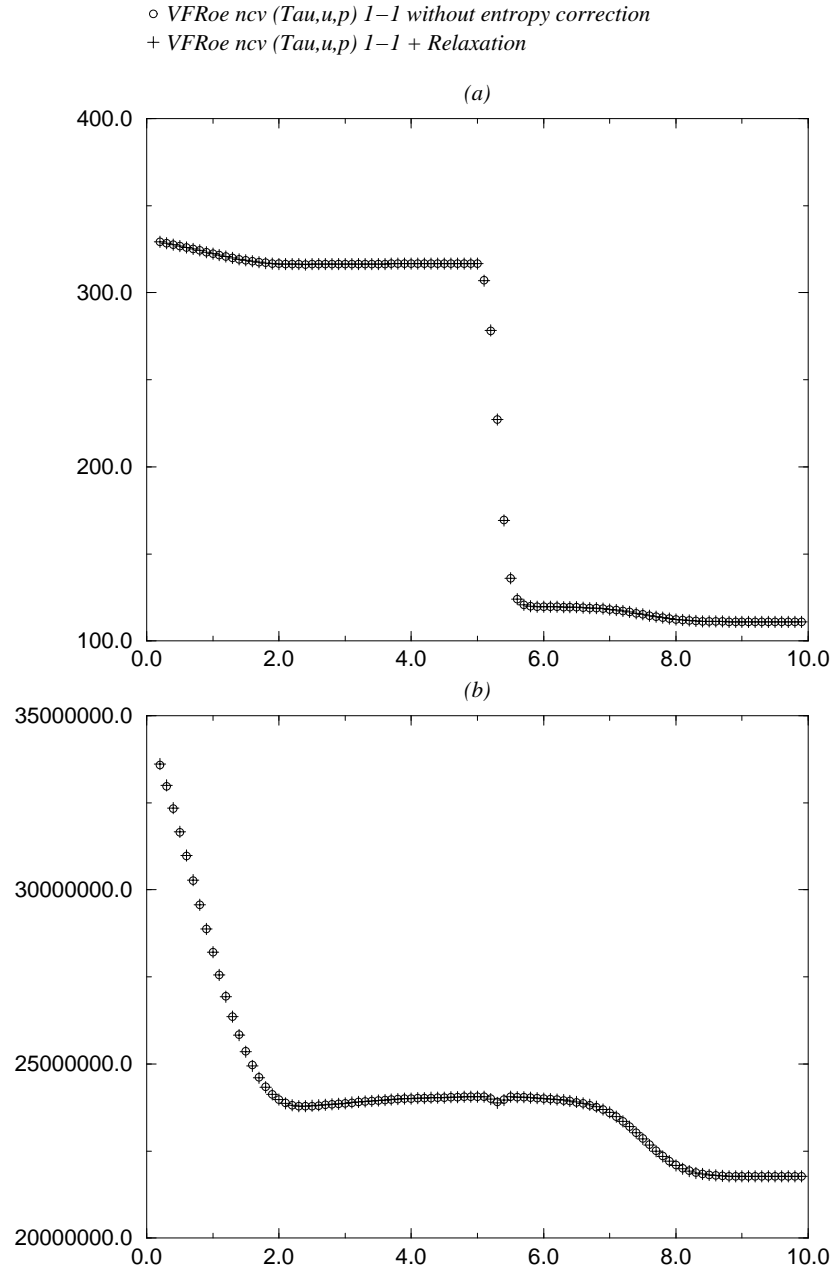 ○ VFRoe ncv (Tau,u,p) 1−1 without entropy correction
+ VFRoe ncv (Tau,u,p) 1−1 + Relaxation
(a)
400.0
300.0
200.0
100.0
0.0 2.0 4.0 6.0 8.0 10.0
(b)
35000000.0
30000000.0
25000000.0
20000000.0
0.0 2.0 4.0 6.0 8.0 10.0